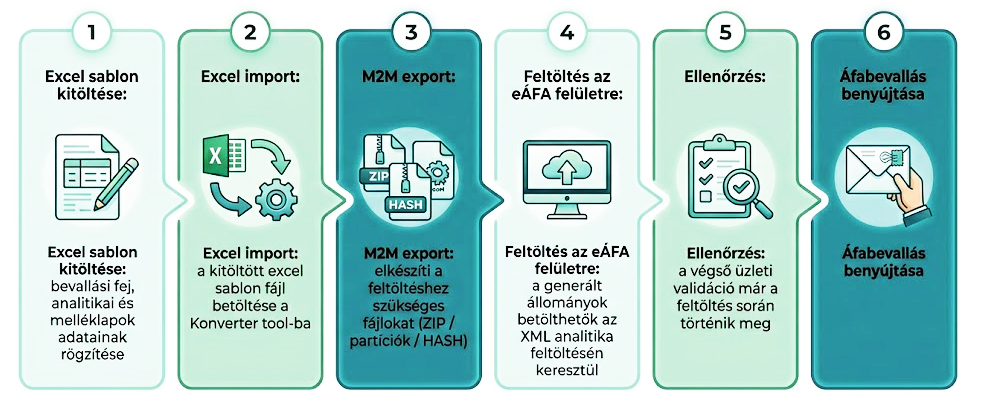 1
Excel sablon
kitöltése:
Excel sablon
kitöltése:
bevallási fej,
analitikai és
melléklapok
adatainak
rögzítése
2
Excel import:
X
Excel import:
a kitöltött excel
sablon fájl
betöltése a
Konverter tool-ba
3
M2M export:
ZIP
HASH
M2M export:
elkészíti a
feltöltéshez
szükséges
fájlokat (ZIP /
partíciók / HASH)
4
Feltöltés az
eÁFA felületre:
Feltöltés az eÁFA
felületre:
a generált
állományok
betölthetők az
XML analitika
feltöltésén
keresztül
5
Ellenőrzés:
Ellenőrzés:
a végső üzleti
validáció már a
feltöltés során
történik meg
6
Áfabevallás
benyújtása
Áfabevallás
benyújtása